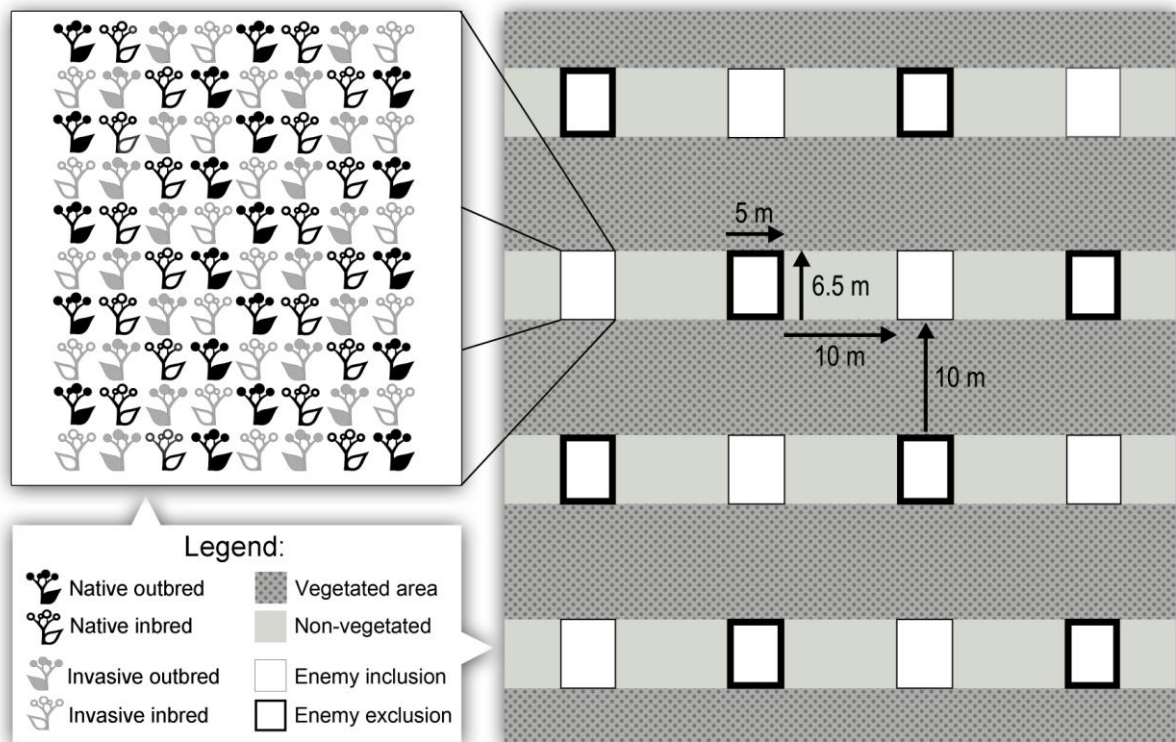 5 m
6.5 m
10 m
10 m
Legend:
Native outbred
Native inbred
Invasive outbred
Invasive inbred
Vegetated area
Non-vegetated
Enemy inclusion
Enemy exclusion